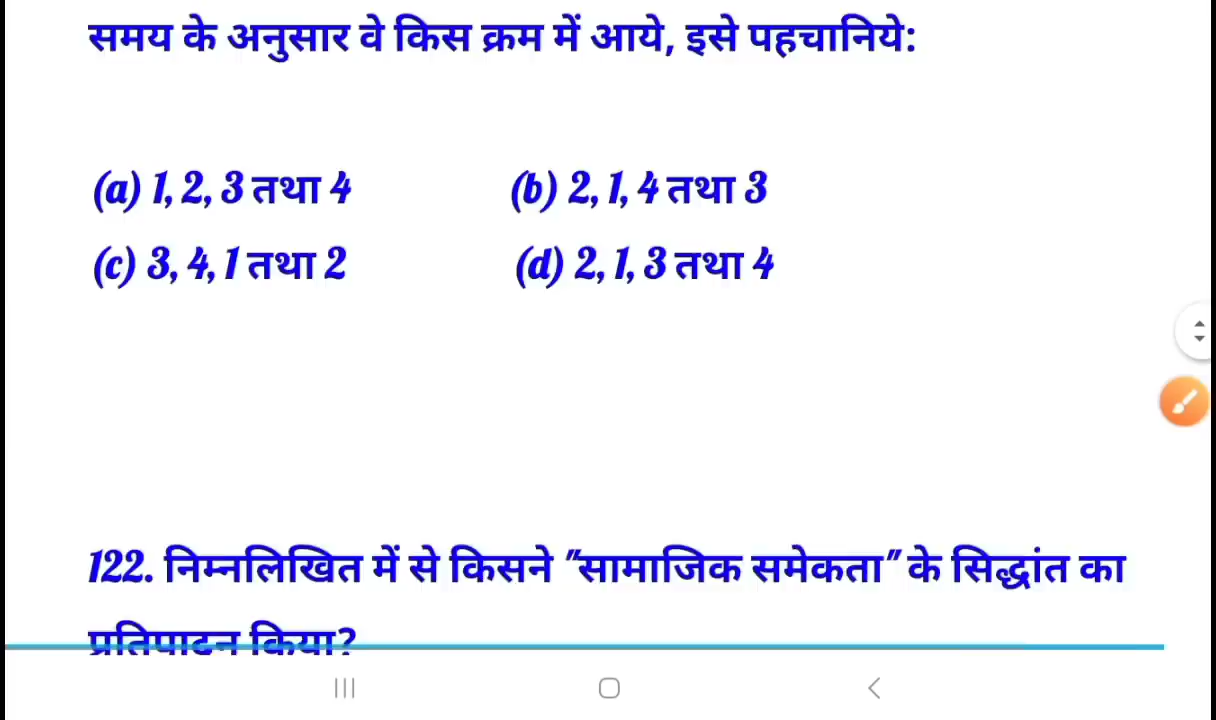 समय के अनुसार वे किस क्रम में आये, इसे पहचानिये:
(a) 1, 2, 3 तथा 4 (b) 2, 1, 4 तथा 3
(c) 3, 4, 1 तथा 2 (d) 2, 1, 3 तथा 4
122. निम्नलिखित में से किसने "सामाजिक समेकता" के सिद्धांत का
प्रतिपादन किया?